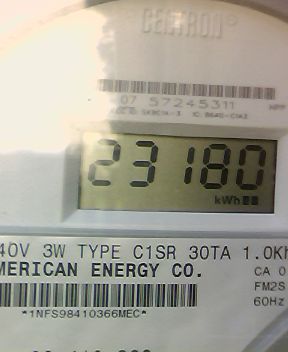 CENTRON®
07 57245311
23180
kWh
40V 3W TYPE C1SR 30TA 1.0Kh
MERICAN ENERGY CO.
CA 0
FM2S
60Hz
*1NFS98410366MEC*